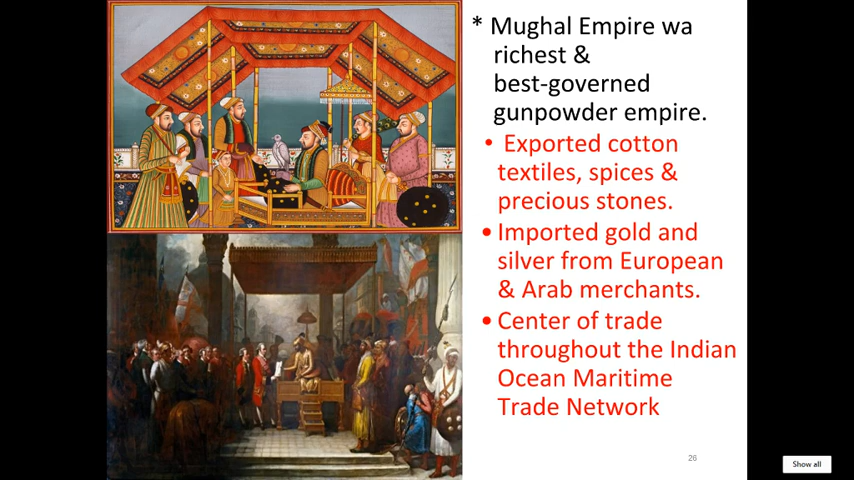 * Mughal Empire wa
richest &
best-governed
gunpowder empire.
• Exported cotton
textiles, spices &
precious stones.
• Imported gold and
silver from European
& Arab merchants.
• Center of trade
throughout the Indian
Ocean Maritime
Trade Network
26
Show all